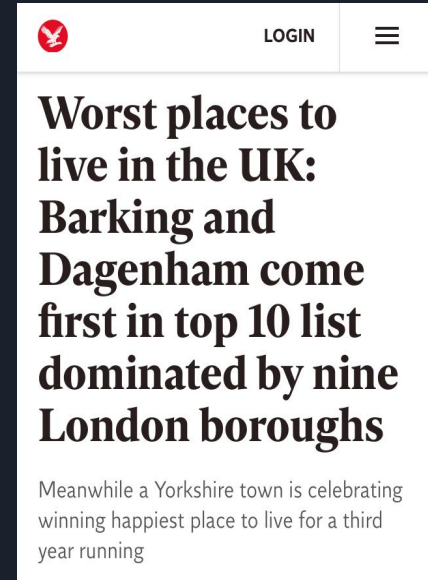 LOGIN
Worst places to
live in the UK:
Barking and
Dagenham come
first in top 10 list
dominated by nine
London boroughs
Meanwhile a Yorkshire town is celebrating
winning happiest place to live for a third
year running